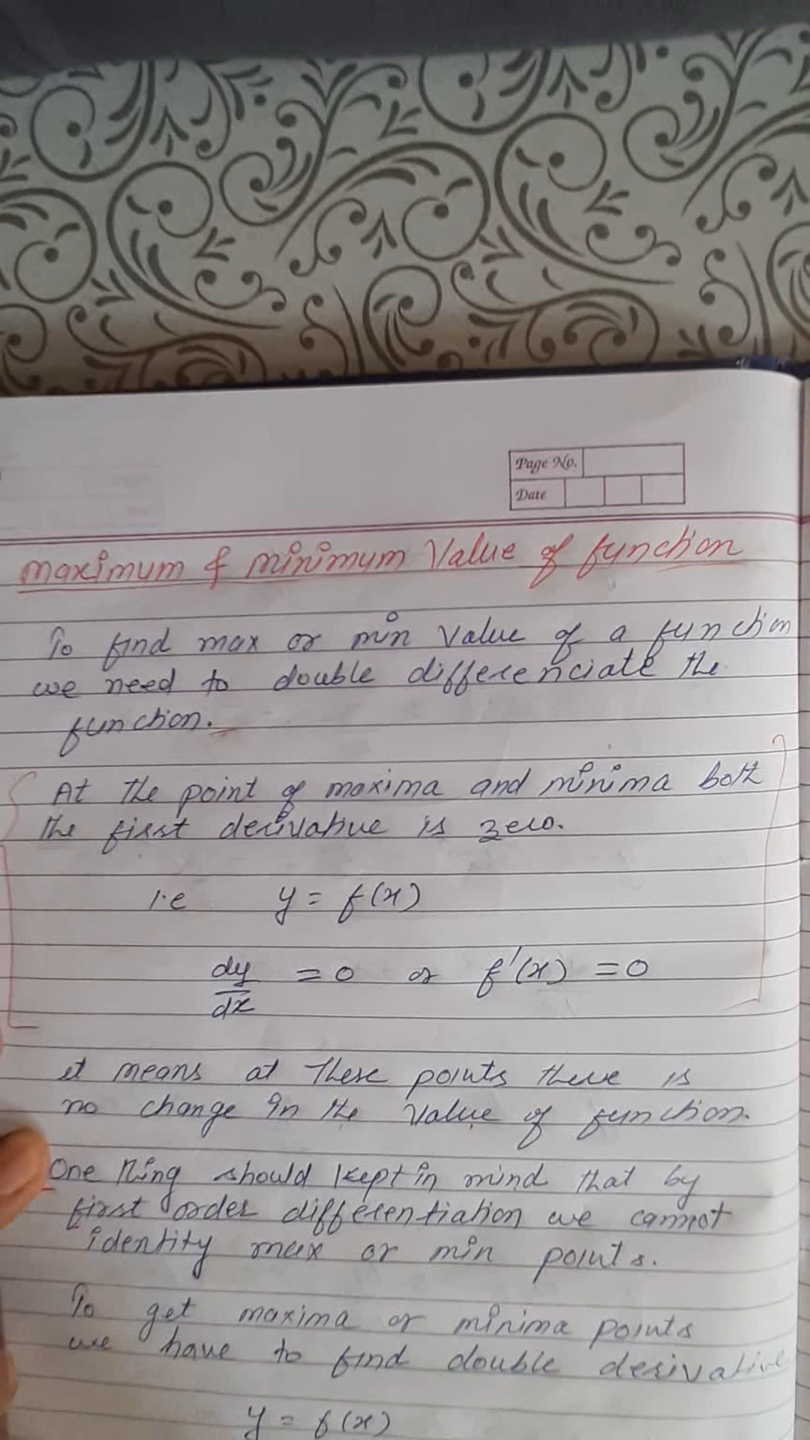 Page No.
Date
maximum & minimum Value of function
To find max or min value of a function
we need to double differenciate the
function.
At the point of maxima and minima both
the first derivative is zero.
i.e y = f(x)
dy/dx = 0 or f'(x) = 0
it means at these points there is
no change in the value of function.
One thing should kept in mind that by
first order differentiation we cannot
identity max or min points.
To get maxima or minima points
we have to find double derivative
y = f(x)